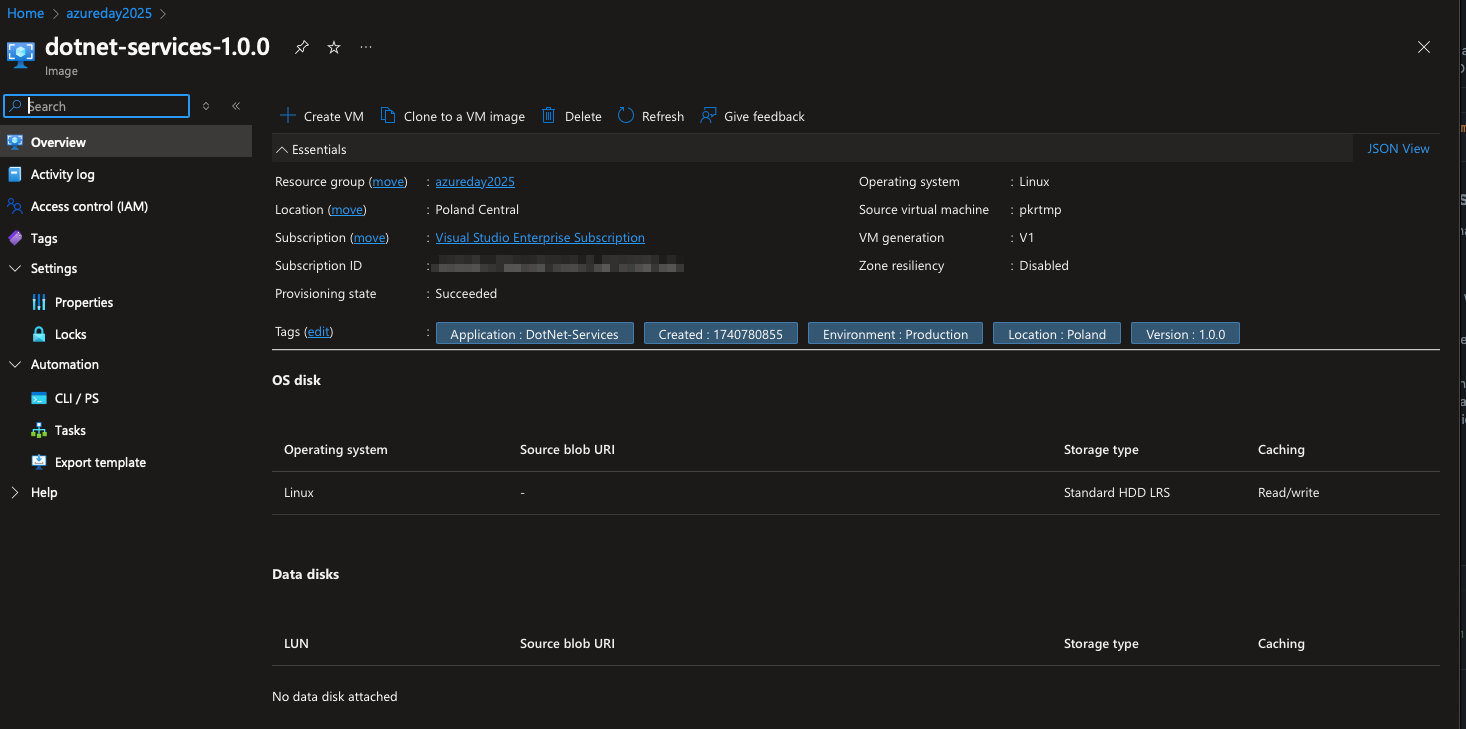 Home > azureday2025 >
dotnet-services-1.0.0
Image
Search
Overview
Activity log
Access control (IAM)
Tags
Settings
Properties
Locks
Automation
CLI / PS
Tasks
Export template
Help
Create VM Clone to a VM image Delete Refresh Give feedback
Essentials
JSON View
Resource group (move) : azureday2025
Location (move) : Poland Central
Subscription (move) : Visual Studio Enterprise Subscription
Subscription ID :
Provisioning state : Succeeded
Operating system : Linux
Source virtual machine : pkrtmp
VM generation : V1
Zone resiliency : Disabled
Tags (edit) : Application : DotNet-Services Created : 1740780855 Environment : Production Location : Poland Version : 1.0.0
OS disk
Operating system Source blob URI Storage type Caching
Linux - Standard HDD LRS Read/write
Data disks
LUN Source blob URI Storage type Caching
No data disk attached